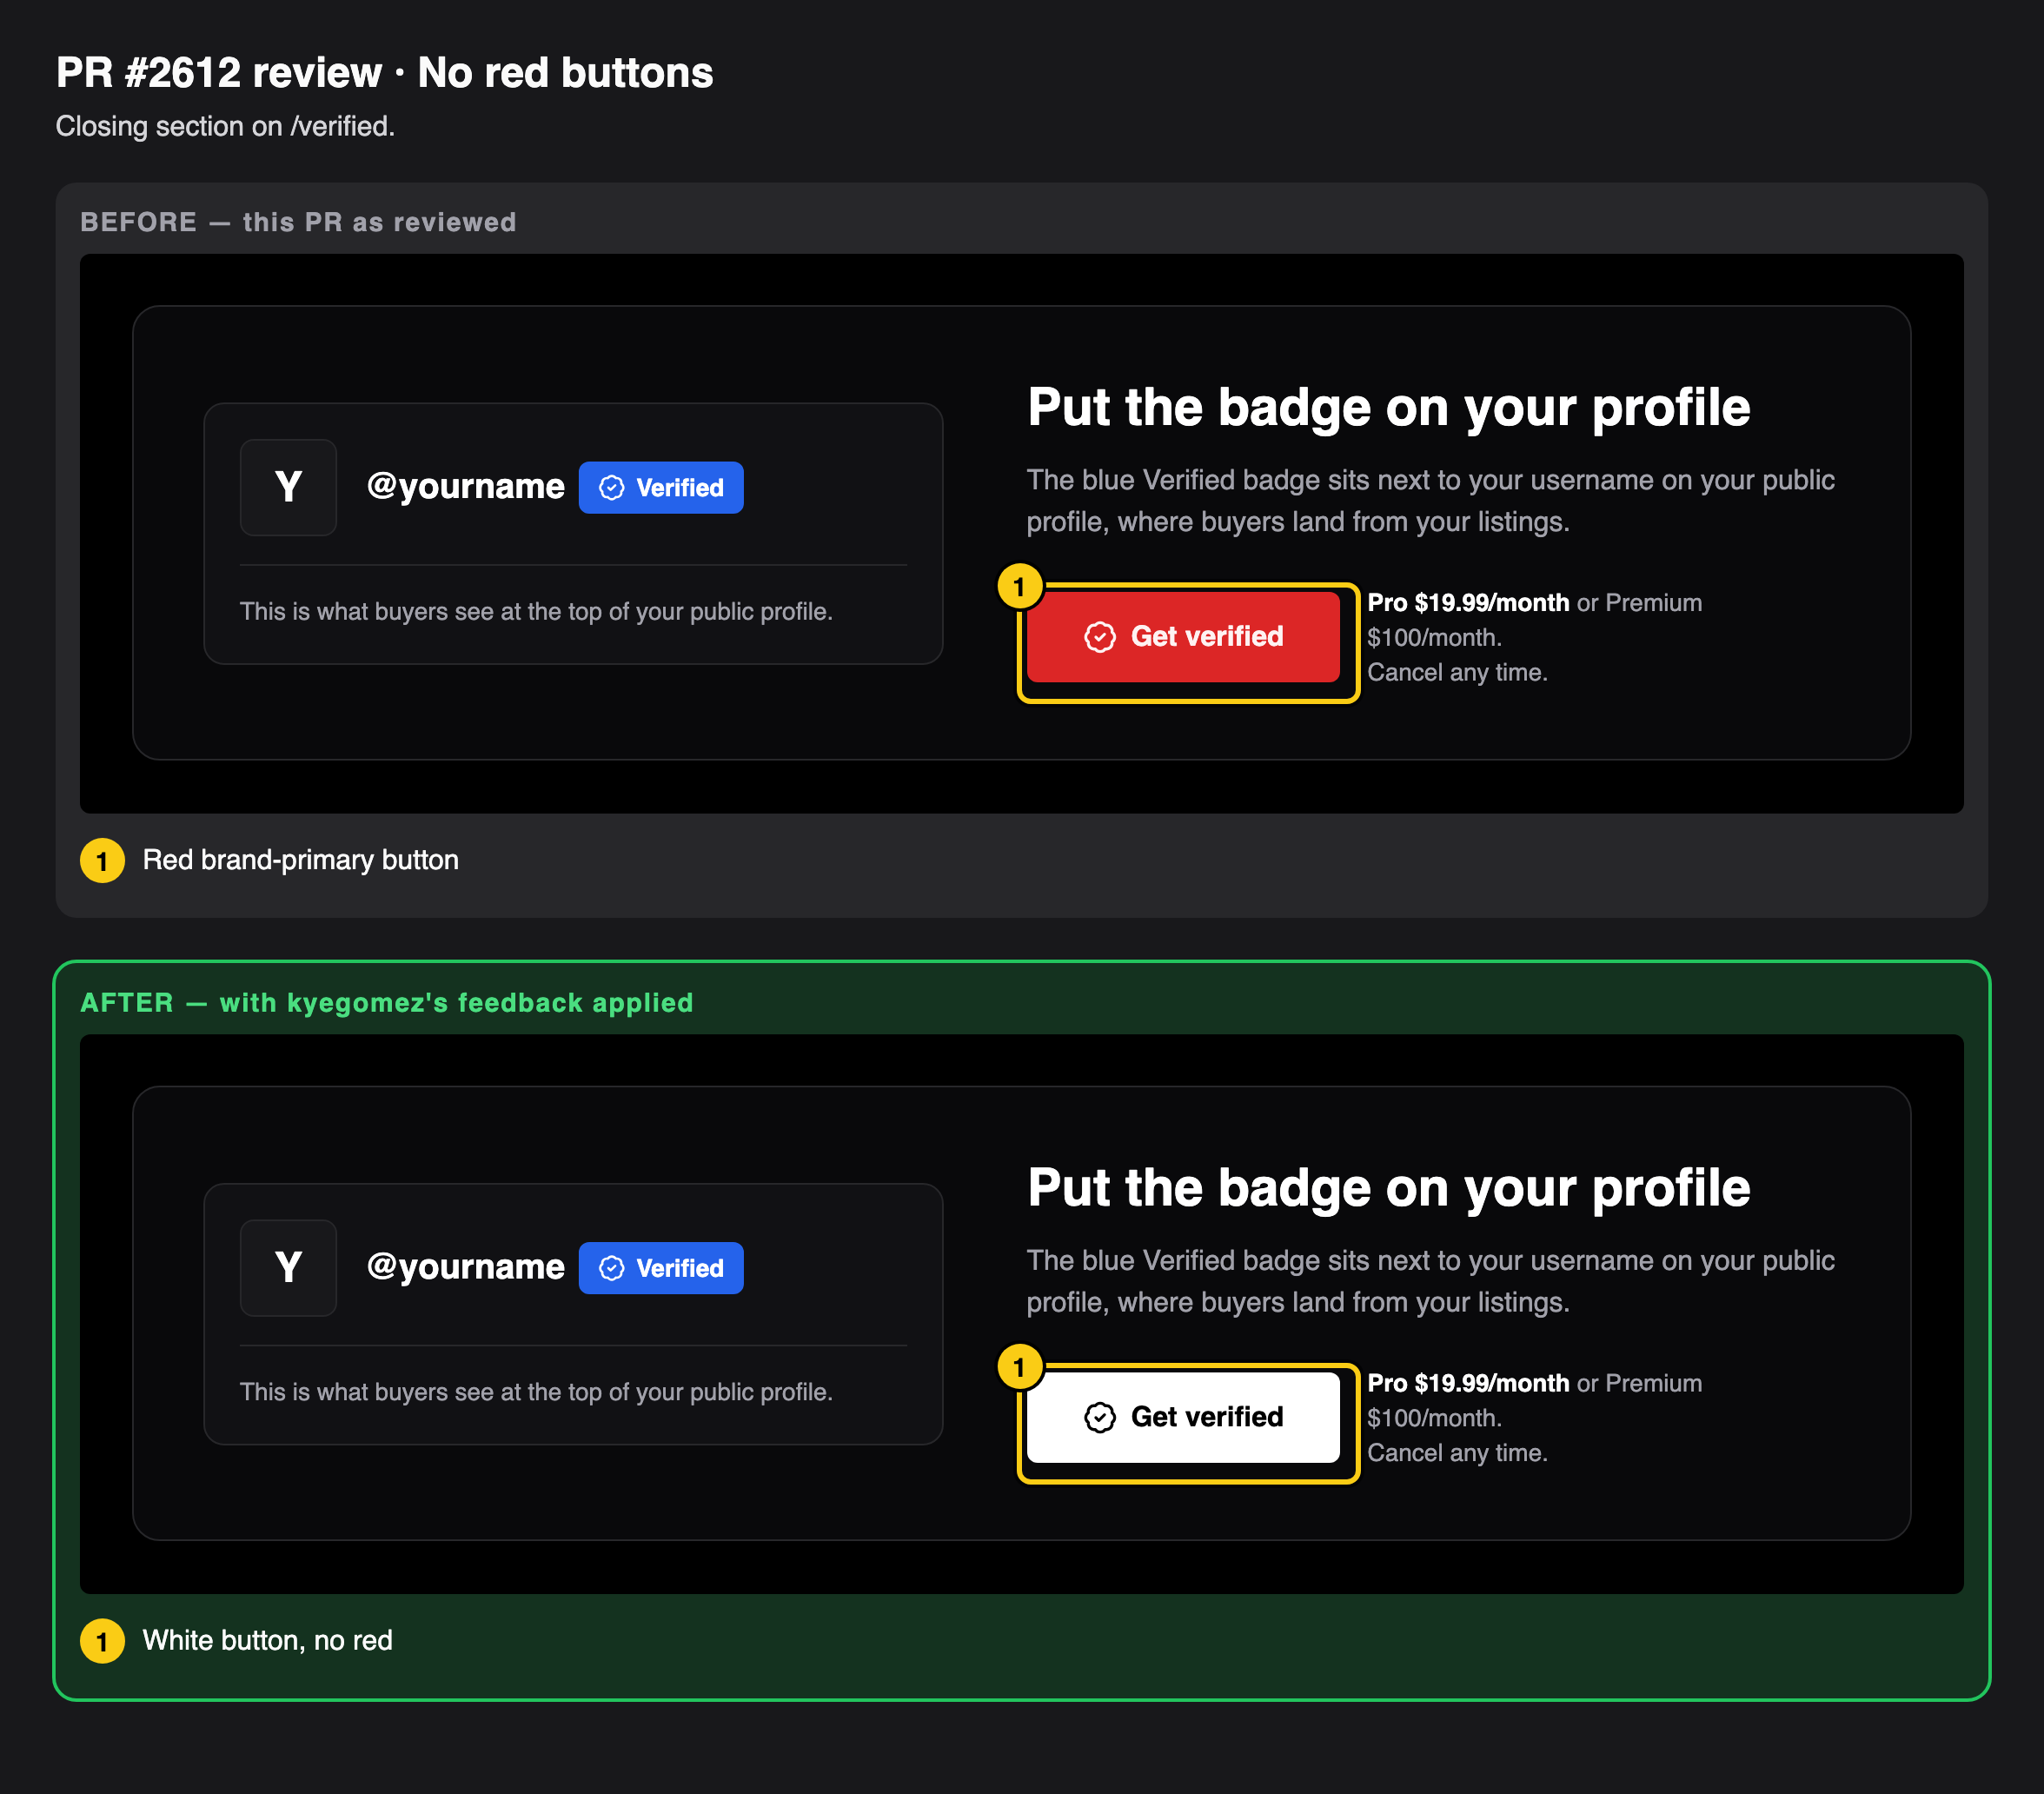 PR #2612 review · No red buttons
Closing section on /verified.
BEFORE — this PR as reviewed
Y
@yourname
Verified
This is what buyers see at the top of your public profile.
Put the badge on your profile
The blue Verified badge sits next to your username on your public
profile, where buyers land from your listings.
1
Get verified
Pro $19.99/month or Premium
$100/month.
Cancel any time.
1
Red brand-primary button
AFTER — with kyegomez's feedback applied
Y
@yourname
Verified
This is what buyers see at the top of your public profile.
Put the badge on your profile
The blue Verified badge sits next to your username on your public
profile, where buyers land from your listings.
1
Get verified
Pro $19.99/month or Premium
$100/month.
Cancel any time.
1
White button, no red